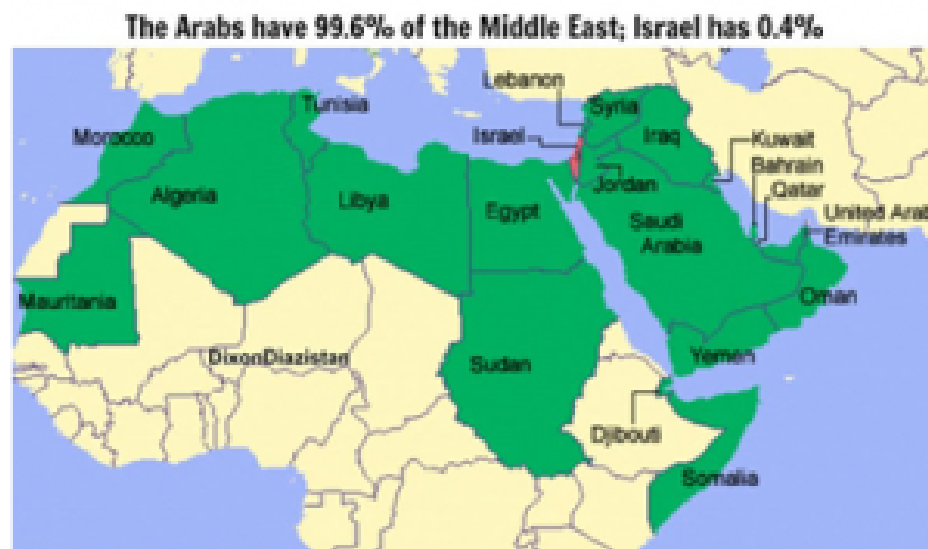 The Arabs have 99.6% of the Middle East; Israel has 0.4%
Lebanon
Tunisia
Syria
Morocco
Israel
Iraq
Kuwait
Bahrain
Algeria
Jordan
Qatar
Libya
Egypt
Saudi
Arabia
United Arab
Emirates
Mauritania
Oman
DixonDiazistan
Sudan
Yemen
Djibouti
Somalia